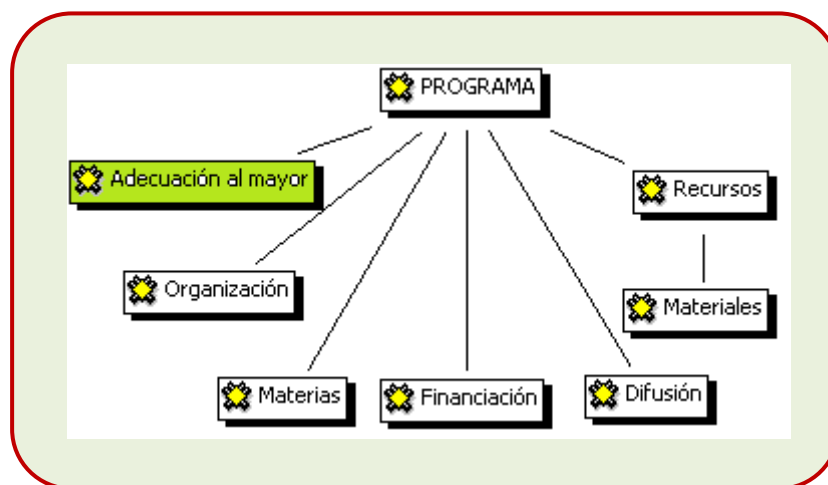 PROGRAMA
Adecuación al mayor
Recursos
Organización
Materiales
Materias
Financiación
Difusión